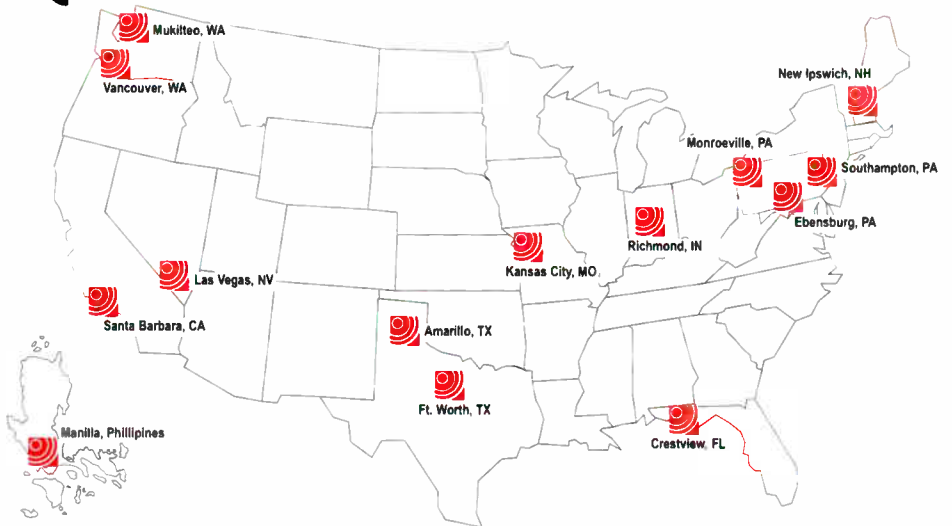 Mukilteo, WA
Vancouver, WA
New Ipswich, NH
Monroeville, PA
Southampton, PA
Ebensburg, PA
Richmond, IN
Kansas City, MO
Las Vegas, NV
Santa Barbara, CA
Amarillo, TX
Ft. Worth, TX
Crestview, FL
Manilla, Phillipines